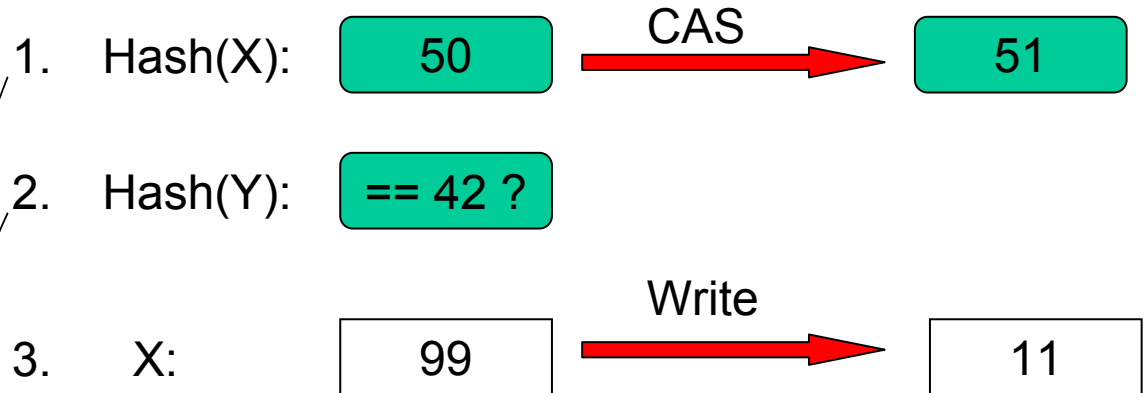 1. Hash(X): 50 CAS 51
2. Hash(Y): == 42 ?
3. X: 99 Write 11